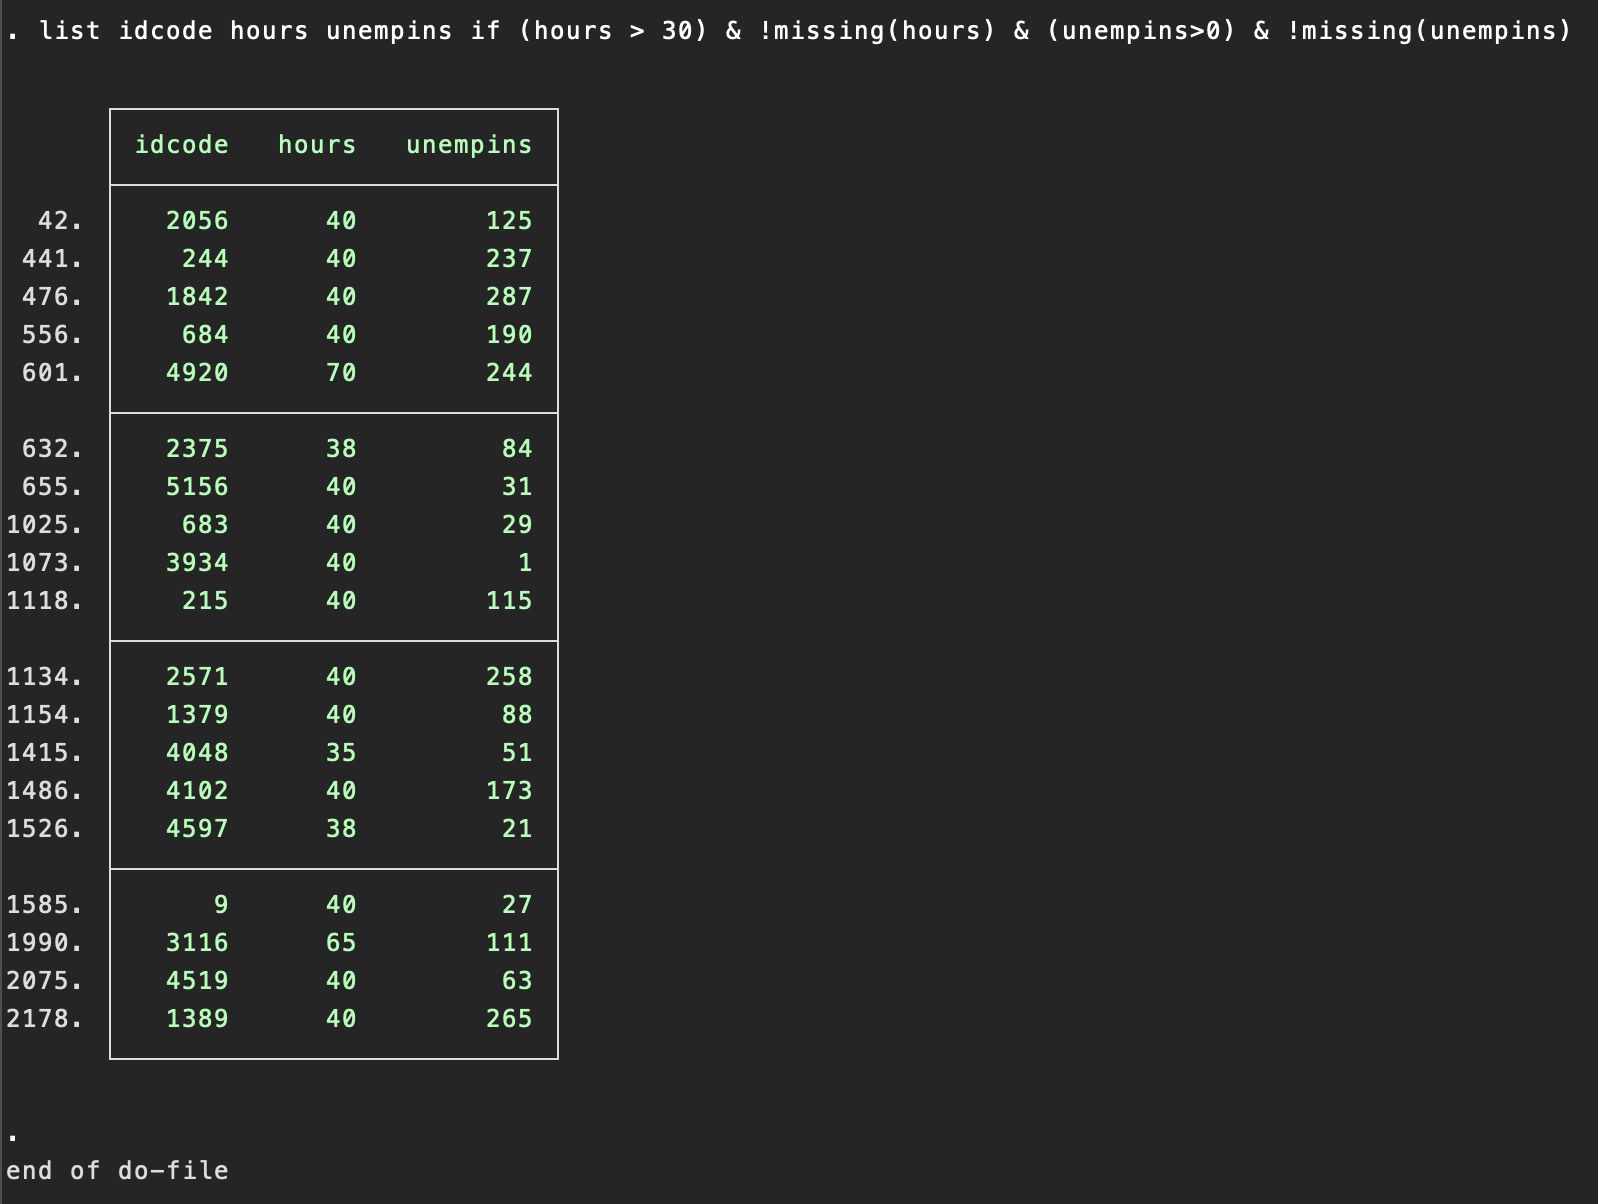 . list idcode hours unempins if (hours > 30) & !missing(hours) & (unempins>0) & !missing(unempins)
idcode hours unempins
42. 2056 40 125
441. 244 40 237
476. 1842 40 287
556. 684 40 190
601. 4920 70 244
632. 2375 38 84
655. 5156 40 31
1025. 683 40 29
1073. 3934 40 1
1118. 215 40 115
1134. 2571 40 258
1154. 1379 40 88
1415. 4048 35 51
1486. 4102 40 173
1526. 4597 38 21
1585. 9 40 27
1990. 3116 65 111
2075. 4519 40 63
2178. 1389 40 265
.
end of do-file